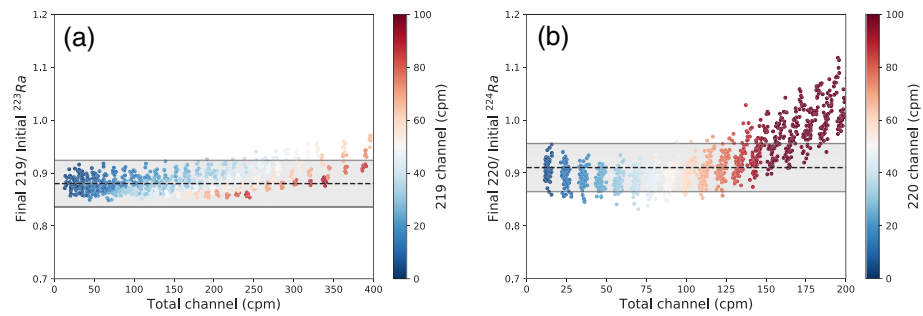 (a)
1.2
1.1
1.0
0.9
0.8
0.7
Final 219/ Initial ²²³Ra
0 50 100 150 200 250 300 350 400
Total channel (cpm)
100
80
60
40
20
0
219 channel (cpm)
(b)
1.2
1.1
1.0
0.9
0.8
0.7
Final 220/ Initial ²²⁴Ra
0 25 50 75 100 125 150 175 200
Total channel (cpm)
100
80
60
40
20
0
220 channel (cpm)